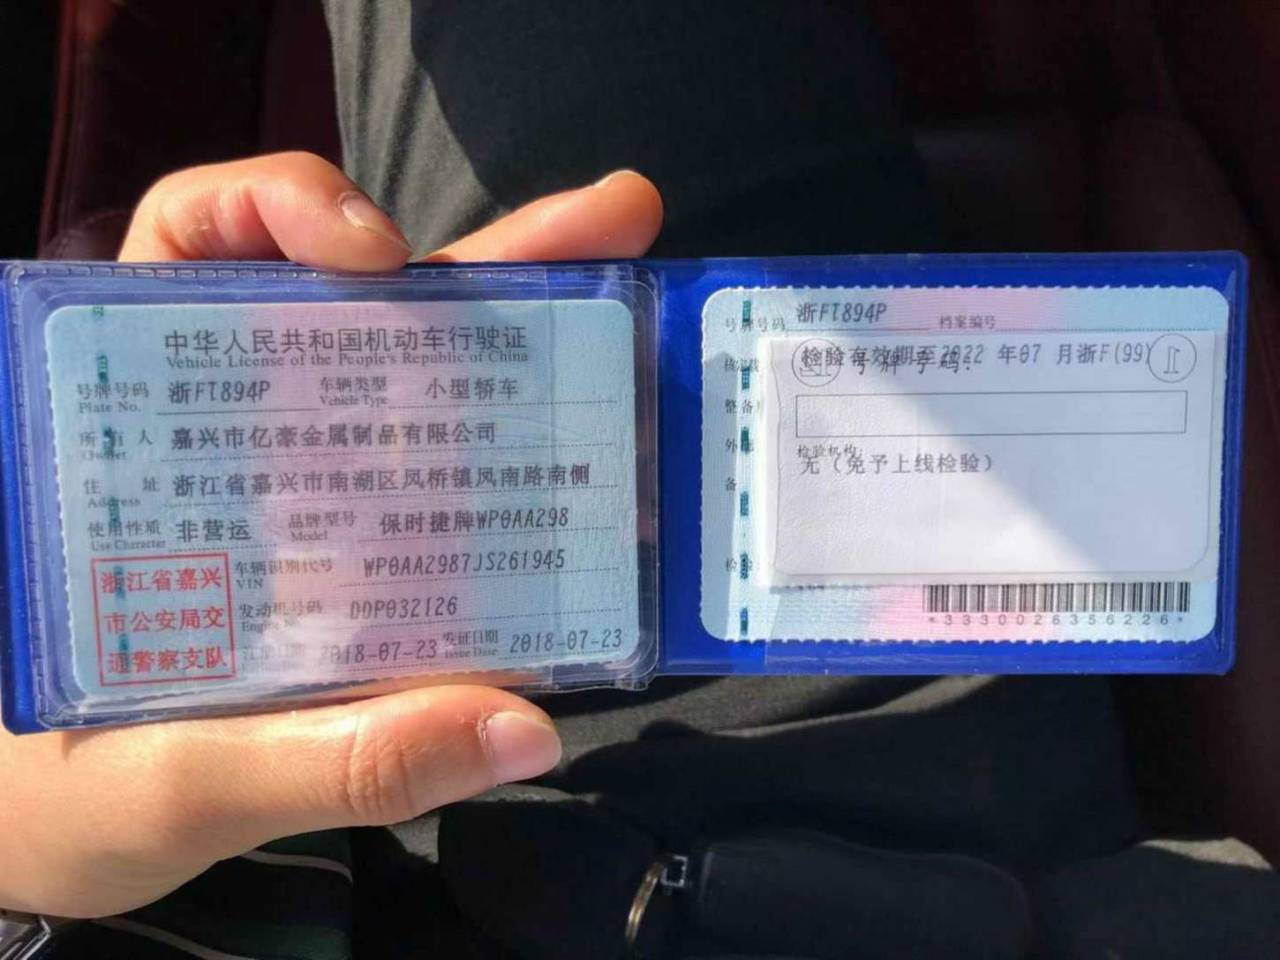 中华人民共和国机动车行驶证
Vehicle License of the People's Republic of China
号牌号码 浙FT894P 车辆类型 小型轿车
Plate No. Vehicle Type
所有人 嘉兴市亿豪金属制品有限公司
Owner
住址 浙江省嘉兴市南湖区凤桥镇凤南路南侧
Address
使用性质 非营运 品牌型号 保时捷牌WP0AA298
Use Character Model
车辆识别代号 WP0AA2987JS261945
VIN
发动机号码 D0P032126
Engine No.
注册日期 2018-07-23 发证日期 2018-07-23
Issue Date
浙江省嘉兴
市公安局交
通警察支队
号牌号码 浙FT894P 档案编号
检验有效期至2022 年07 月浙F(99)
号牌号码:
检验机构:
无(免予上线检验)
整备
外
备
*3330026356226*